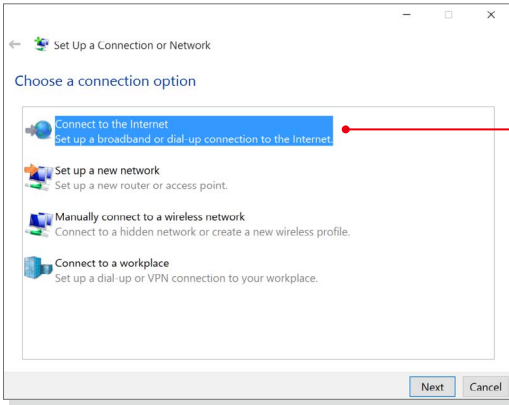 Set Up a Connection or Network
Choose a connection option
Connect to the Internet
Set up a broadband or dial-up connection to the Internet.
Set up a new network
Set up a new router or access point.
Manually connect to a wireless network
Connect to a hidden network or create a new wireless profile.
Connect to a workplace
Set up a dial-up or VPN connection to your workplace.
Next Cancel